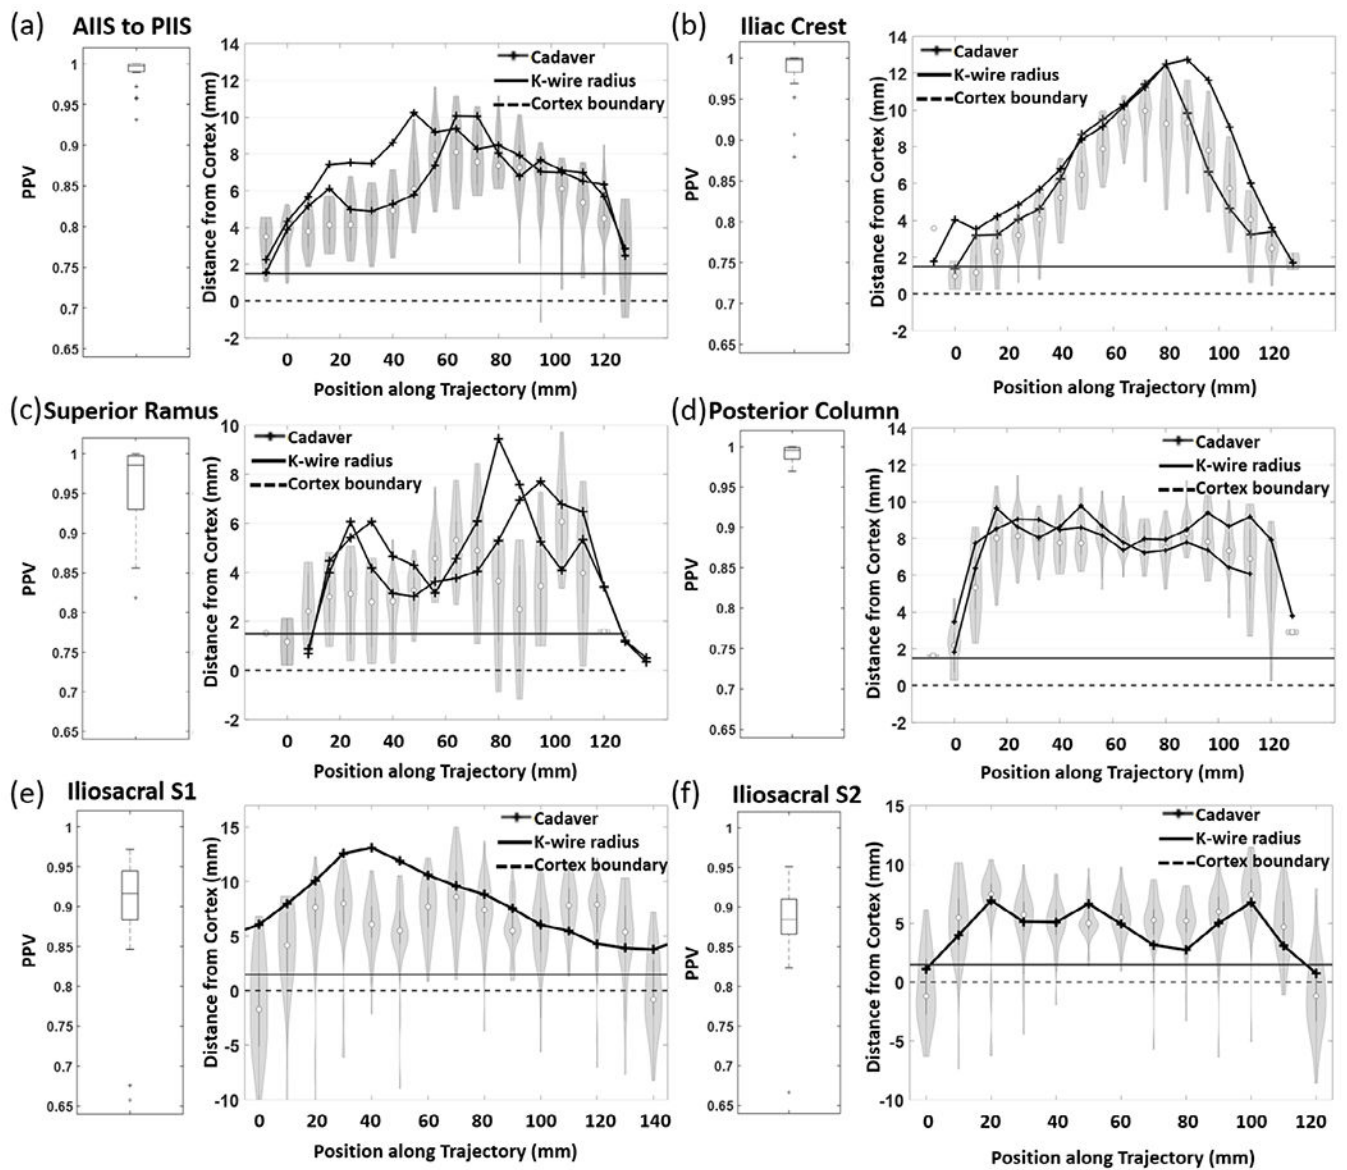 (a) AIIS to PIIS
PPV
1
0.95
0.9
0.85
0.8
0.75
0.7
0.65
Distance from Cortex (mm)
14
12
10
8
6
4
2
0
-2
Cadaver
K-wire radius
Cortex boundary
0 20 40 60 80 100 120
Position along Trajectory (mm)
(b) Iliac Crest
PPV
1
0.95
0.9
0.85
0.8
0.75
0.7
0.65
Distance from Cortex (mm)
14
12
10
8
6
4
2
0
-2
Cadaver
K-wire radius
Cortex boundary
0 20 40 60 80 100 120
Position along Trajectory (mm)
(c) Superior Ramus
PPV
1
0.95
0.9
0.85
0.8
0.75
0.7
0.65
Distance from Cortex (mm)
10
8
6
4
2
0
-2
Cadaver
K-wire radius
Cortex boundary
0 20 40 60 80 100 120
Position along Trajectory (mm)
(d) Posterior Column
PPV
1
0.95
0.9
0.85
0.8
0.75
0.7
0.65
Distance from Cortex (mm)
14
12
10
8
6
4
2
0
-2
Cadaver
K-wire radius
Cortex boundary
0 20 40 60 80 100 120
Position along Trajectory (mm)
(e) Iliosacral S1
PPV
1
0.95
0.9
0.85
0.8
0.75
0.7
0.65
Distance from Cortex (mm)
15
10
5
0
-5
-10
Cadaver
K-wire radius
Cortex boundary
0 20 40 60 80 100 120 140
Position along Trajectory (mm)
(f) Iliosacral S2
PPV
1
0.95
0.9
0.85
0.8
0.75
0.7
0.65
Distance from Cortex (mm)
15
10
5
0
-5
-10
Cadaver
K-wire radius
Cortex boundary
0 20 40 60 80 100 120
Position along Trajectory (mm)